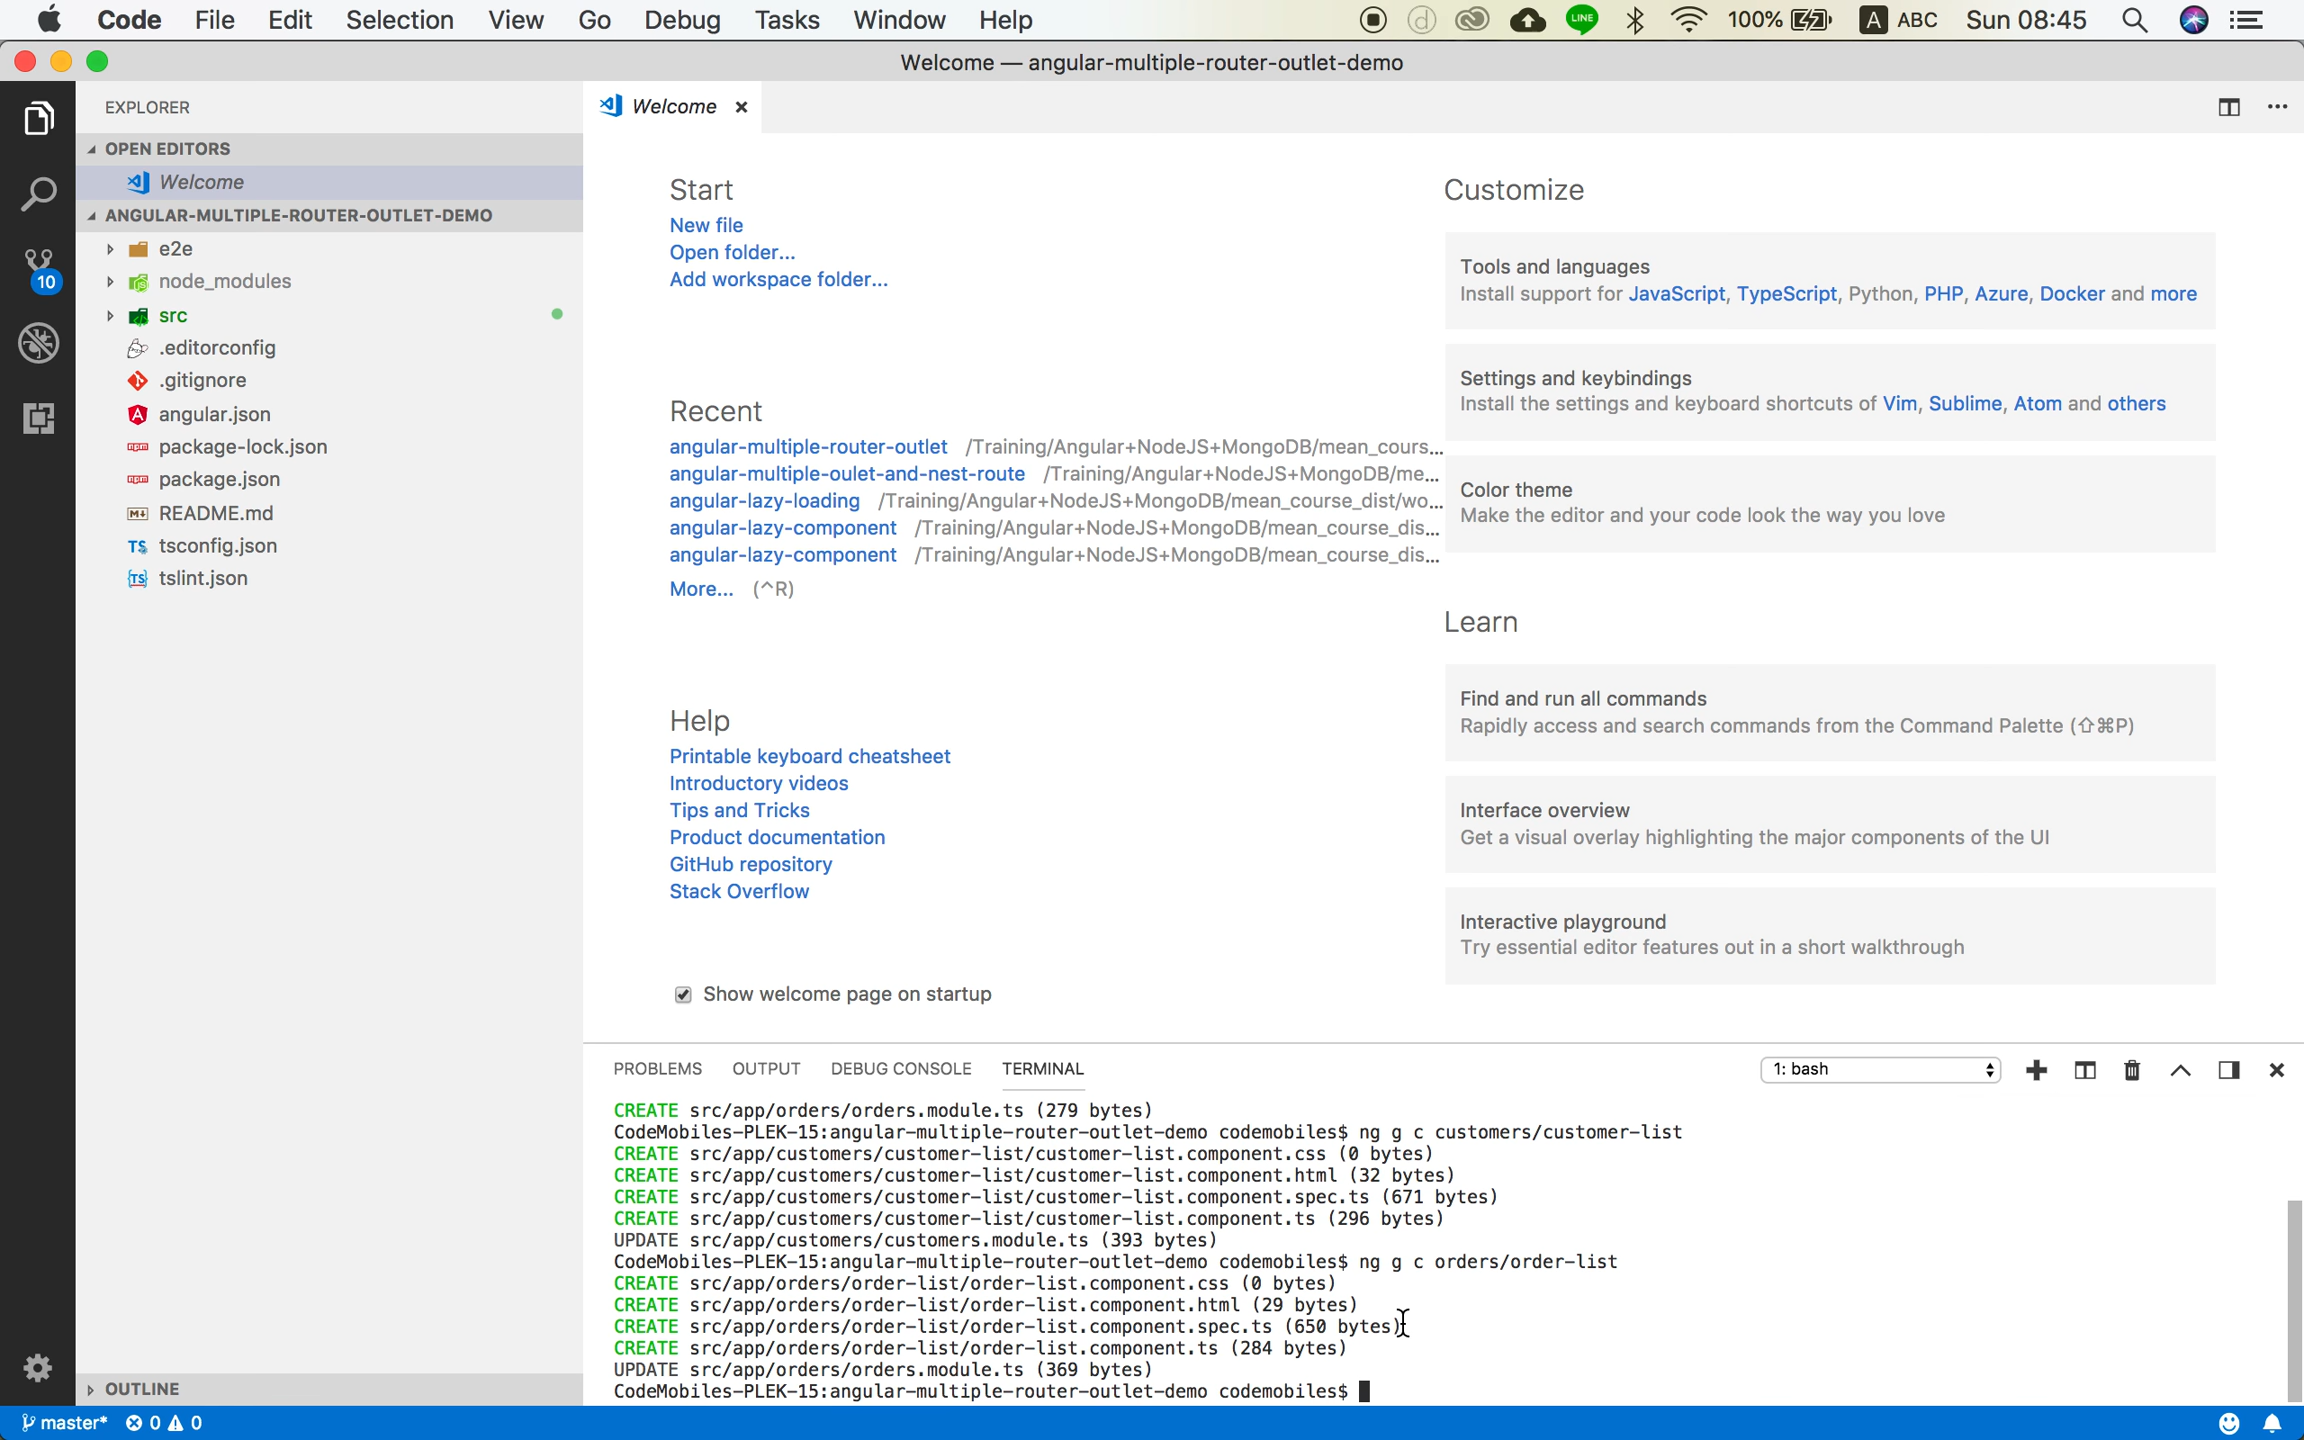 Code File Edit Selection View Go Debug Tasks Window Help
LINE 100% A ABC Sun 08:45
Welcome — angular-multiple-router-outlet-demo
EXPLORER
OPEN EDITORS
Welcome
ANGULAR-MULTIPLE-ROUTER-OUTLET-DEMO
e2e
node_modules
src
.editorconfig
.gitignore
angular.json
package-lock.json
package.json
README.md
tsconfig.json
tslint.json
OUTLINE
10
Welcome
Start
New file
Open folder...
Add workspace folder...
Recent
angular-multiple-router-outlet /Training/Angular+NodeJS+MongoDB/mean_cours...
angular-multiple-oulet-and-nest-route /Training/Angular+NodeJS+MongoDB/me...
angular-lazy-loading /Training/Angular+NodeJS+MongoDB/mean_course_dist/wo...
angular-lazy-component /Training/Angular+NodeJS+MongoDB/mean_course_dis...
angular-lazy-component /Training/Angular+NodeJS+MongoDB/mean_course_dis...
More... (^R)
Help
Printable keyboard cheatsheet
Introductory videos
Tips and Tricks
Product documentation
GitHub repository
Stack Overflow
Show welcome page on startup
Customize
Tools and languages
Install support for JavaScript, TypeScript, Python, PHP, Azure, Docker and more
Settings and keybindings
Install the settings and keyboard shortcuts of Vim, Sublime, Atom and others
Color theme
Make the editor and your code look the way you love
Learn
Find and run all commands
Rapidly access and search commands from the Command Palette (⇧⌘P)
Interface overview
Get a visual overlay highlighting the major components of the UI
Interactive playground
Try essential editor features out in a short walkthrough
PROBLEMS OUTPUT DEBUG CONSOLE TERMINAL
1: bash
CREATE src/app/orders/orders.module.ts (279 bytes)
CodeMobiles-PLEK-15:angular-multiple-router-outlet-demo codemobiles$ ng g c customers/customer-list
CREATE src/app/customers/customer-list/customer-list.component.css (0 bytes)
CREATE src/app/customers/customer-list/customer-list.component.html (32 bytes)
CREATE src/app/customers/customer-list/customer-list.component.spec.ts (671 bytes)
CREATE src/app/customers/customer-list/customer-list.component.ts (296 bytes)
UPDATE src/app/customers/customers.module.ts (393 bytes)
CodeMobiles-PLEK-15:angular-multiple-router-outlet-demo codemobiles$ ng g c orders/order-list
CREATE src/app/orders/order-list/order-list.component.css (0 bytes)
CREATE src/app/orders/order-list/order-list.component.html (29 bytes)
CREATE src/app/orders/order-list/order-list.component.spec.ts (650 bytes)
CREATE src/app/orders/order-list/order-list.component.ts (284 bytes)
UPDATE src/app/orders/orders.module.ts (369 bytes)
CodeMobiles-PLEK-15:angular-multiple-router-outlet-demo codemobiles$
master* 0 0